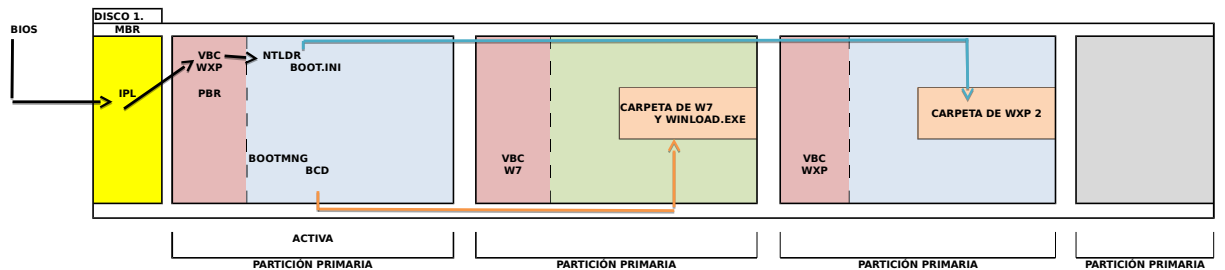 DISCO 1.
BIOS
MBR
IPL
VBC
WXP
PBR
NTLDR
BOOT.INI
BOOTMNG
BCD
VBC
W7
CARPETA DE W7
Y WINLOAD.EXE
VBC
WXP
CARPETA DE WXP 2
ACTIVA
PARTICIÓN PRIMARIA
PARTICIÓN PRIMARIA
PARTICIÓN PRIMARIA
PARTICIÓN PRIMARIA